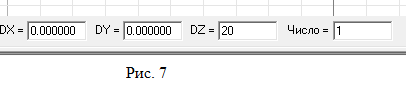 DX = 0.000000 DY = 0.000000 DZ = 20 Число = 1
Рис. 7